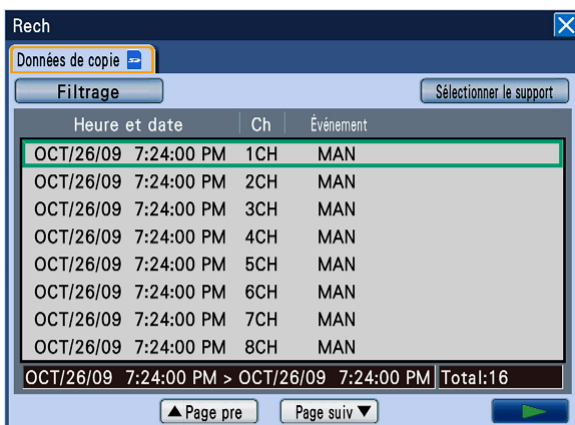 Rech
Données de copie
Filtrage Sélectionner le support
Heure et date Ch Événement
OCT/26/09 7:24:00 PM 1CH MAN
OCT/26/09 7:24:00 PM 2CH MAN
OCT/26/09 7:24:00 PM 3CH MAN
OCT/26/09 7:24:00 PM 4CH MAN
OCT/26/09 7:24:00 PM 5CH MAN
OCT/26/09 7:24:00 PM 6CH MAN
OCT/26/09 7:24:00 PM 7CH MAN
OCT/26/09 7:24:00 PM 8CH MAN
OCT/26/09 7:24:00 PM > OCT/26/09 7:24:00 PM Total:16
▲ Page pre Page suiv ▼